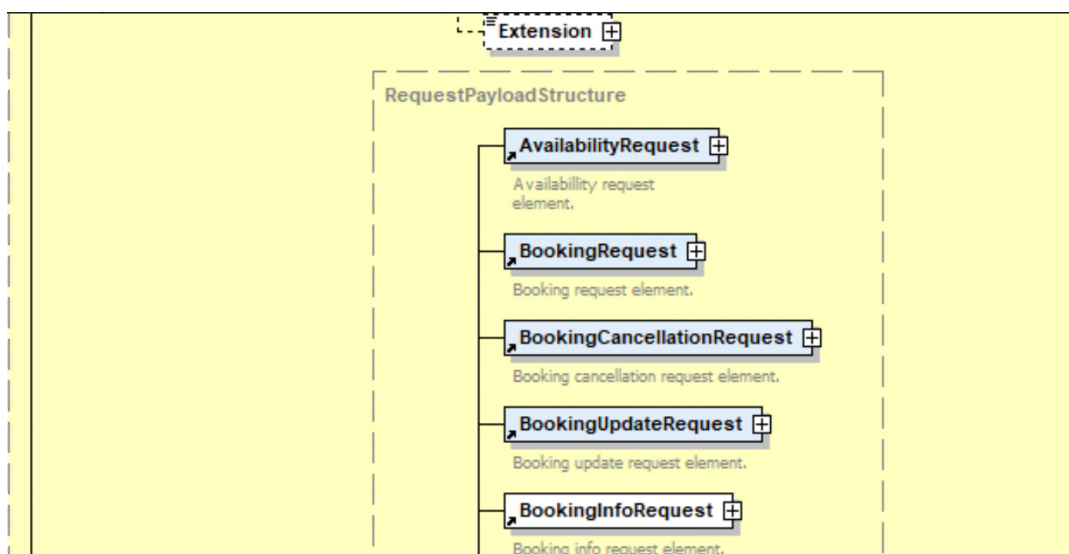 Extension
RequestPayloadStructure
AvailabilityRequest
Availabillity request
element.
BookingRequest
Booking request element.
BookingCancellationRequest
Booking cancellation request element.
BookingUpdateRequest
Booking update request element.
BookingInfoRequest
Booking info request element.